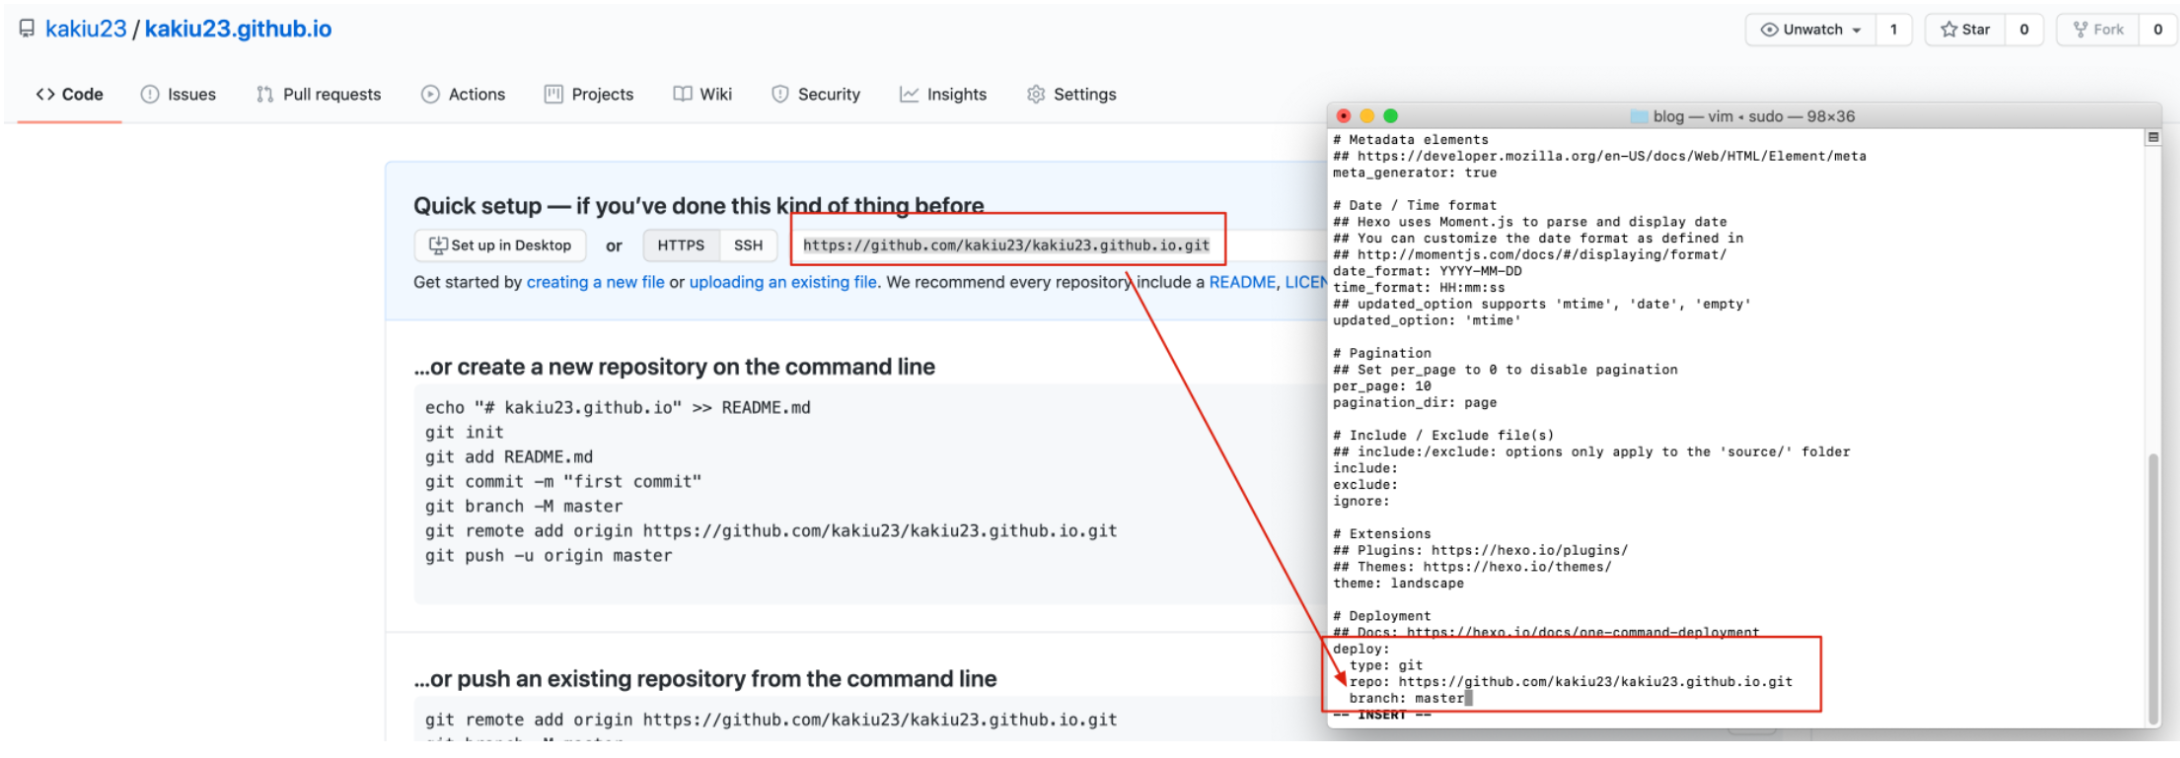 kakiu23 / kakiu23.github.io
Unwatch 1 Star 0 Fork 0
Code Issues Pull requests Actions Projects Wiki Security Insights Settings
Quick setup — if you’ve done this kind of thing before
Set up in Desktop or HTTPS SSH https://github.com/kakiu23/kakiu23.github.io.git
Get started by creating a new file or uploading an existing file. We recommend every repository include a README,
...or create a new repository on the command line
echo "# kakiu23.github.io" >> README.md
git init
git add README.md
git commit -m "first commit"
git branch -M master
git remote add origin https://github.com/kakiu23/kakiu23.github.io.git
git push -u origin master
...or push an existing repository from the command line
git remote add origin https://github.com/kakiu23/kakiu23.github.io.git
blog — vim ◂ sudo — 98×36
# Metadata elements
## https://developer.mozilla.org/en-US/docs/Web/HTML/Element/meta
meta_generator: true
# Date / Time format
## Hexo uses Moment.js to parse and display date
## You can customize the date format as defined in
## http://momentjs.com/docs/#/displaying/format/
date_format: YYYY-MM-DD
time_format: HH:mm:ss
## updated_option supports 'mtime', 'date', 'empty'
updated_option: 'mtime'
# Pagination
## Set per_page to 0 to disable pagination
per_page: 10
pagination_dir: page
# Include / Exclude file(s)
## include:/exclude: options only apply to the 'source/' folder
include:
exclude:
ignore:
# Extensions
## Plugins: https://hexo.io/plugins/
## Themes: https://hexo.io/themes/
theme: landscape
# Deployment
## Docs: https://hexo.io/docs/one-command-deployment
deploy:
type: git
repo: https://github.com/kakiu23/kakiu23.github.io.git
branch: master
-- INSERT --